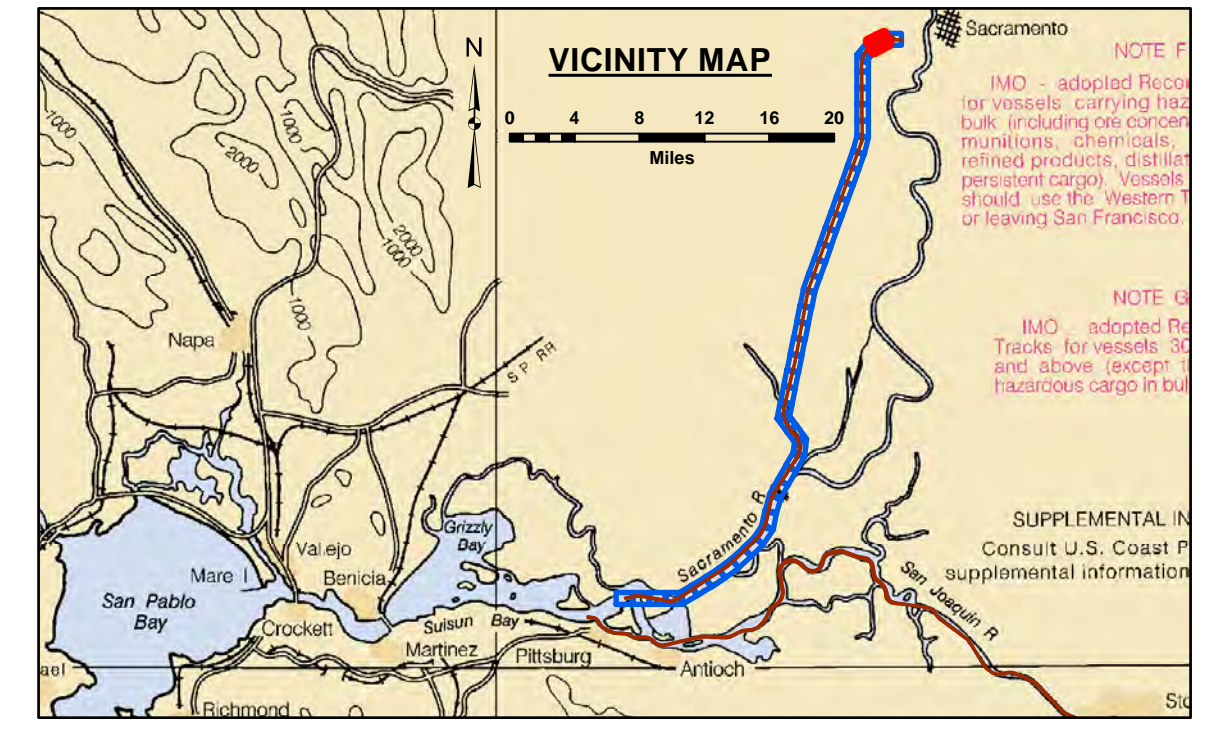 VICINITY MAP
N
0 4 8 12 16 20
Miles
Sacramento
NOTE F
IMO - adopted Recor
for vessels carrying haz
bulk (including ore concen
munitions, chemicals,
refined products, distillat
persistent cargo). Vessels
should use the Western T
or leaving San Francisco.
NOTE G
IMO - adopted Re
Tracks for vessels 30
and above (except t
hazardous cargo in bul
SUPPLEMENTAL IN
Consult U.S. Coast P
supplemental information
1000
2000
1000
2000
1000
1000
Napa
S P RR
Grizzly
Bay
Vallejo
Mare I
Benicia
San Pablo
Bay
Crockett
Suisun Bay
Martinez
Pittsburg
Antioch
Sacramento R
San Joaquin R
ael
Richmond
Sto